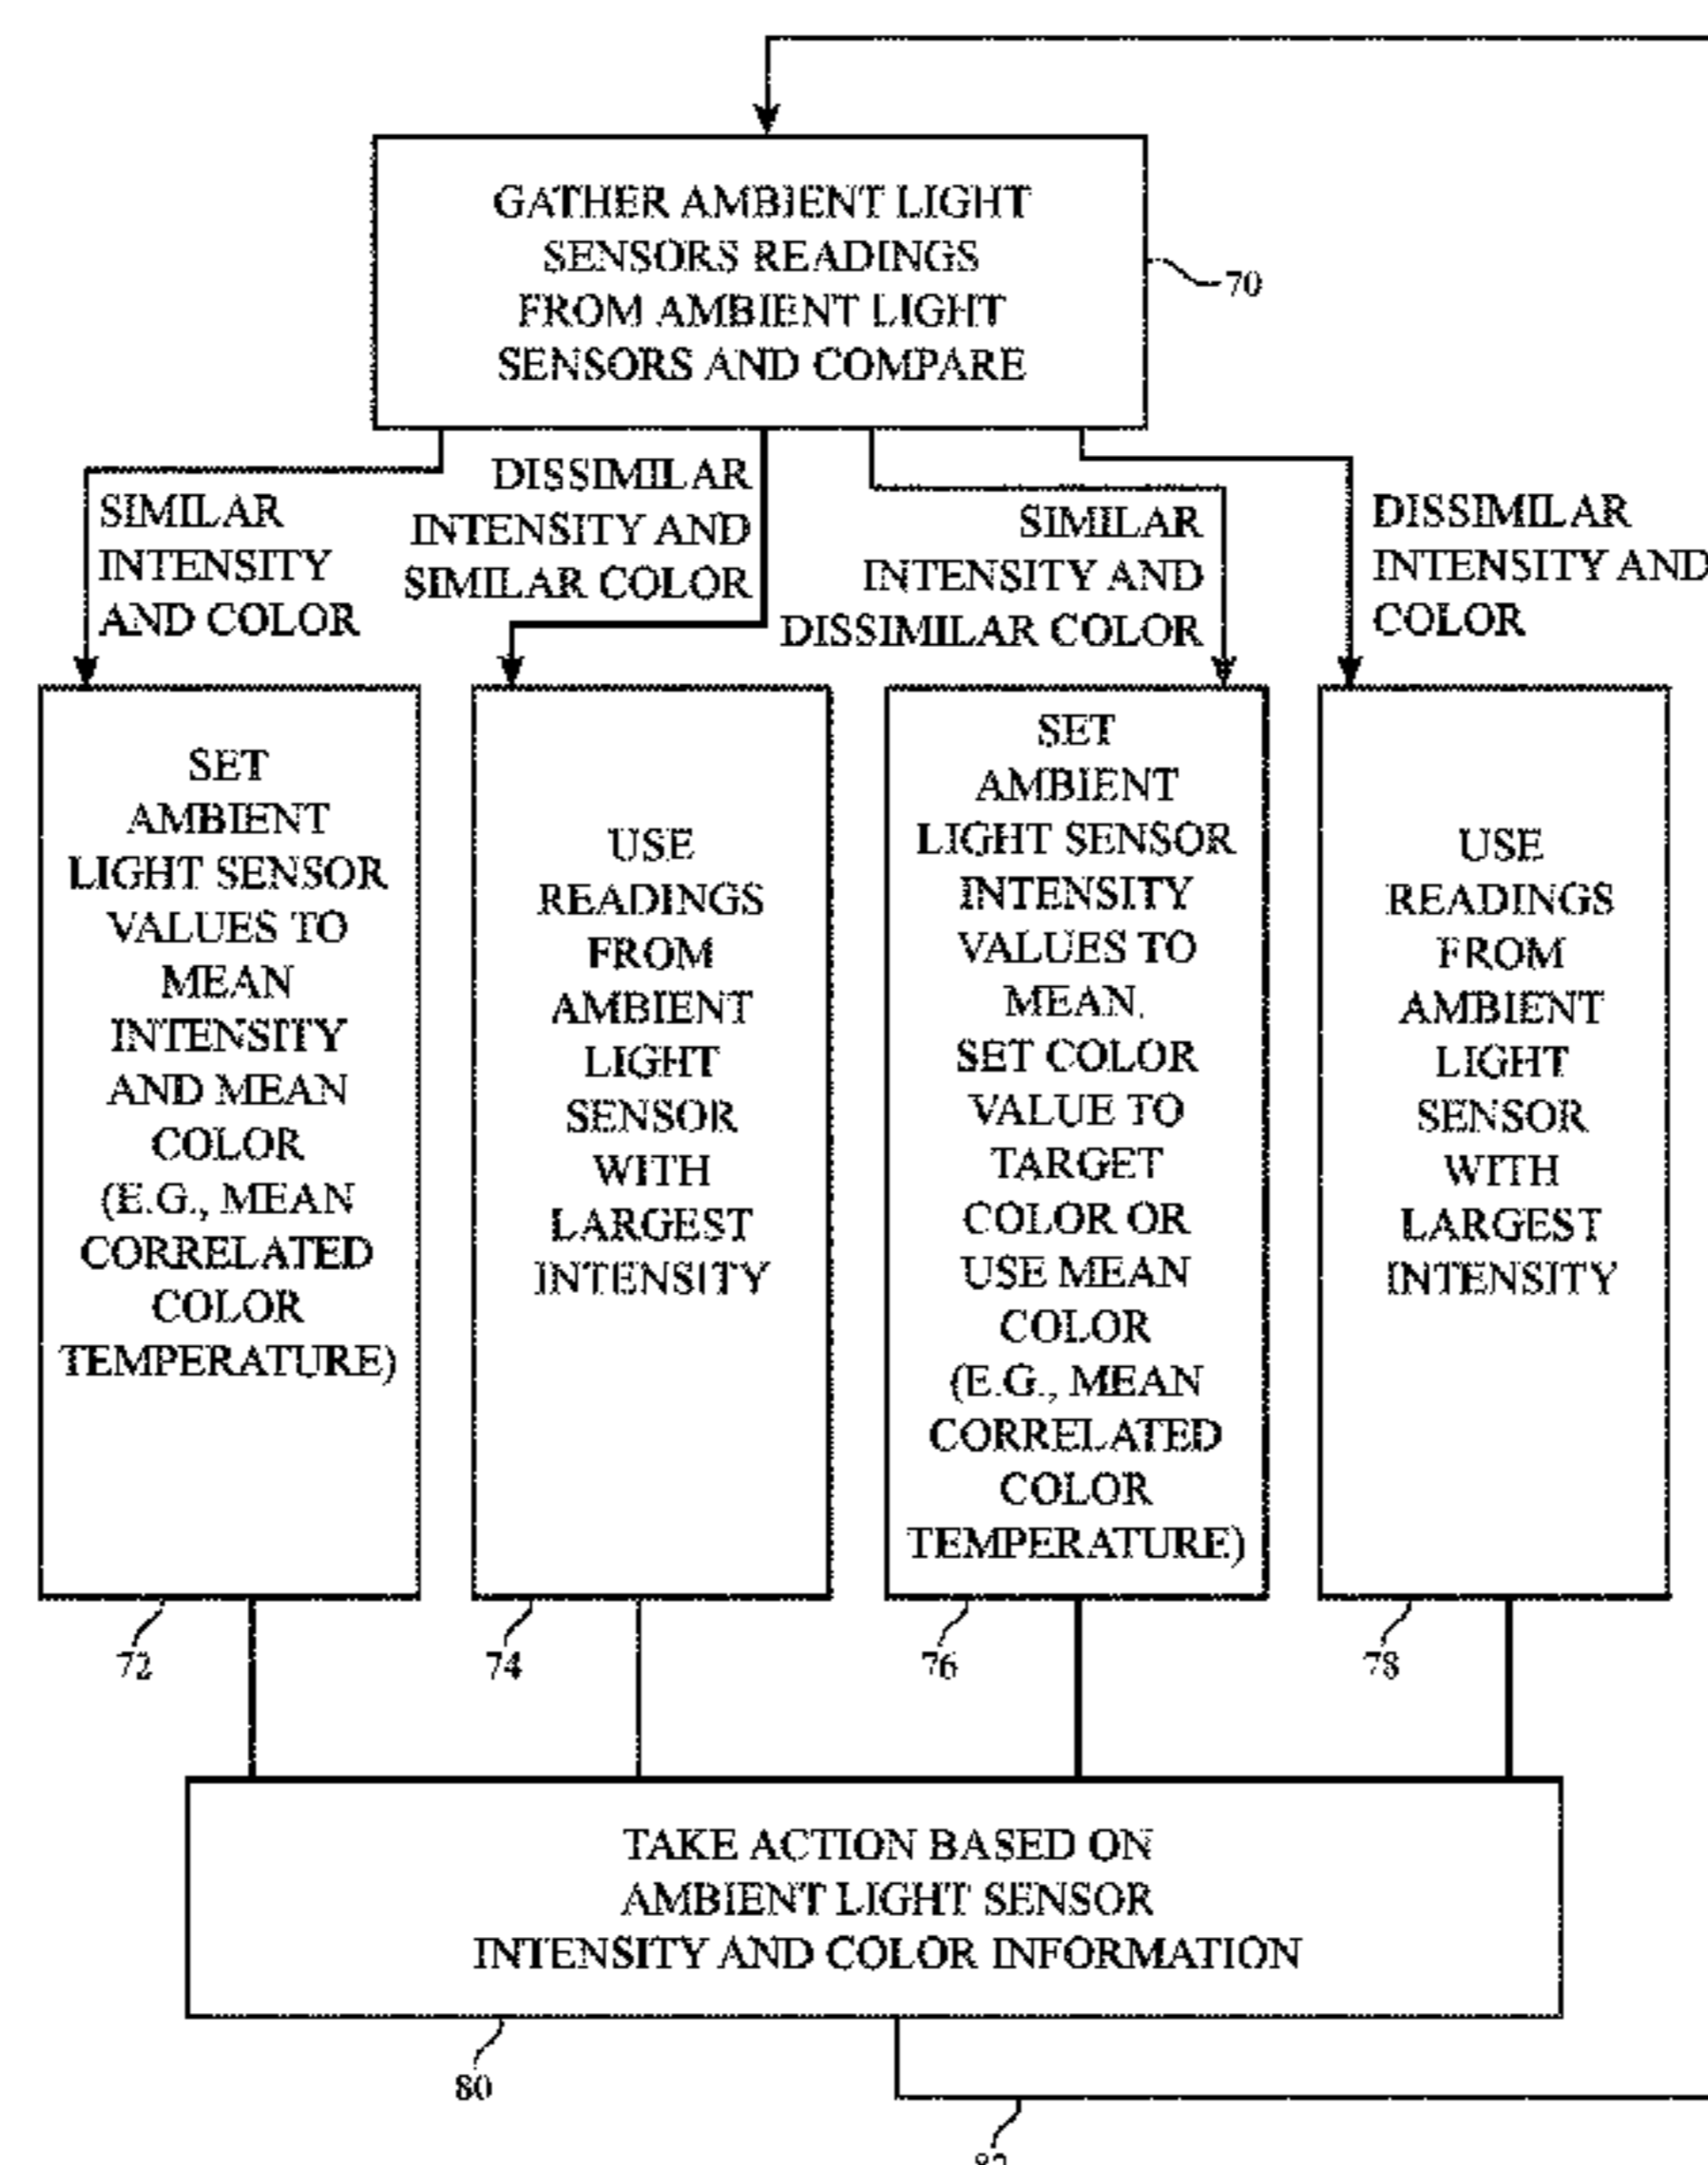 GATHER AMBIENT LIGHT
SENSORS READINGS
FROM AMBIENT LIGHT
SENSORS AND COMPARE
70
SIMILAR
INTENSITY
AND COLOR
DISSIMILAR
INTENSITY AND
SIMILAR COLOR
SIMILAR
INTENSITY AND
DISSIMILAR COLOR
DISSIMILAR
INTENSITY AND
COLOR
SET
AMBIENT
LIGHT SENSOR
VALUES TO
MEAN
INTENSITY
AND MEAN
COLOR
(E.G., MEAN
CORRELATED
COLOR
TEMPERATURE)
72
USE
READINGS
FROM
AMBIENT
LIGHT
SENSOR
WITH
LARGEST
INTENSITY
74
SET
AMBIENT
LIGHT SENSOR
INTENSITY
VALUES TO
MEAN.
SET COLOR
VALUE TO
TARGET
COLOR OR
USE MEAN
COLOR
(E.G., MEAN
CORRELATED
COLOR
TEMPERATURE)
76
USE
READINGS
FROM
AMBIENT
LIGHT
SENSOR
WITH
LARGEST
INTENSITY
78
TAKE ACTION BASED ON
AMBIENT LIGHT SENSOR
INTENSITY AND COLOR INFORMATION
80